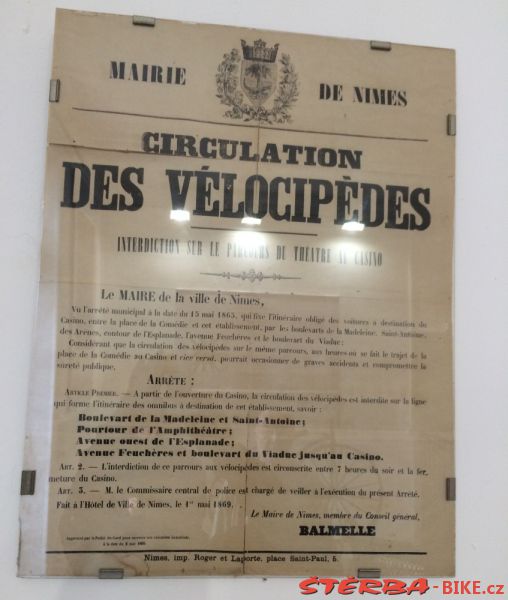 MAIRIE DE NIMES
CIRCULATION
DES VÉLOCIPÈDES
INTERDICTION SUR LE PARCOURS DU THEATRE AU CASINO
Le MAIRE de la ville de Nimes,
Vu l'arrêté municipal à la date du 15 mai 1865, qui fixe l'itinéraire obligé des voitures à destination du
Casino, entre la place de la Comédie et cet établissement, par les boulevarts de la Madeleine, Saint-Antoine,
des Arènes, contour de l'Esplanade, l'avenue Feuchères et le boulevart du Viaduc;
Considérant que la circulation des vélocipèdes sur le même parcours, aux heures où se fait le trajet de la
place de la Comédie au Casino et vice versâ, pourrait occasionner de graves accidents et compromettre la
sûreté publique.
ARRÊTE :
ARTICLE PREMIER. — A partir de l'ouverture du Casino, la circulation des vélocipèdes est interdite sur la ligne
qui forme l'itinéraire des omnibus à destination de cet établissement, savoir :
Boulevart de la Madeleine et Saint-Antoine;
Pourtour de l'Amphithéâtre;
Avenue ouest de l'Esplanade;
Avenue Feuchères et boulevart du Viaduc jusqu'au Casino.
ART. 2. — L'interdiction de ce parcours aux vélocipèdes est circonscrite entre 7 heures du soir et la fer-
meture du Casino.
ART. 3. — M. le Commissaire central de police est chargé de veiller à l'exécution du présent Arrêté.
Fait à l'Hôtel de Ville de Nimes, le 1er mai 1869.
Le Maire de Nimes, membre du Conseil général,
BALMELLE
Nimes, imp. Roger et Laporte, place Saint-Paul, 5.
ŠTĚRBA-BIKE.cz